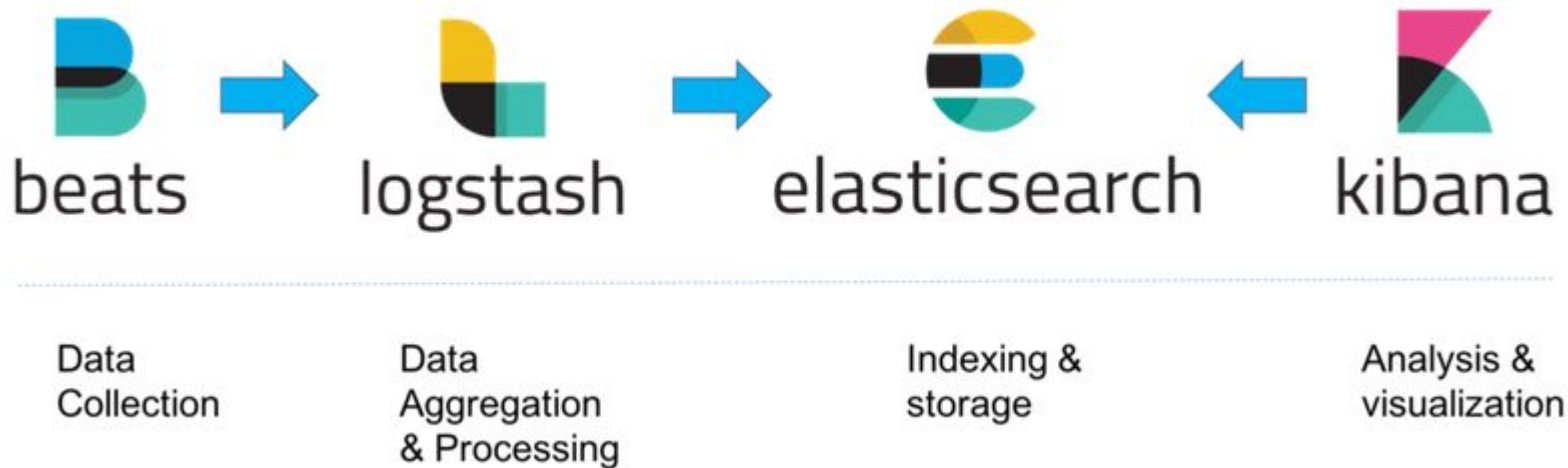 beats
logstash
elasticsearch
kibana
Data
Collection
Data
Aggregation
& Processing
Indexing &
storage
Analysis &
visualization